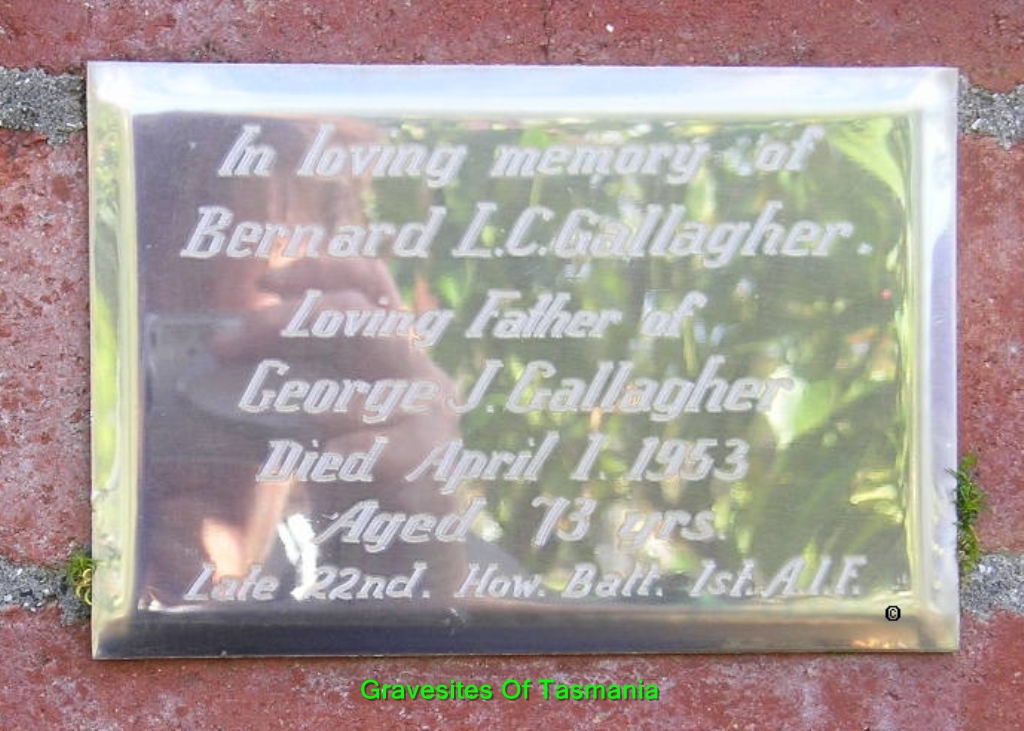 In loving memory of
Bernard L.C. Gallagher.
Loving Father of
George J. Gallagher
Died April 1. 1953
Aged 73 yrs.
Late 22nd. How. Batt. 1st. A.I.F.
©
Gravesites Of Tasmania